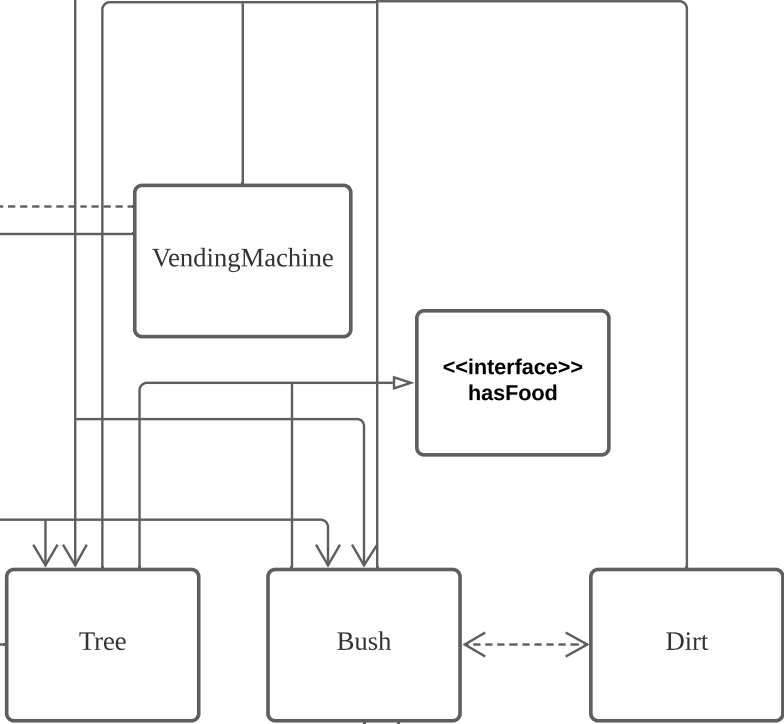 VendingMachine
<<interface>>
hasFood
Tree
Bush
Dirt